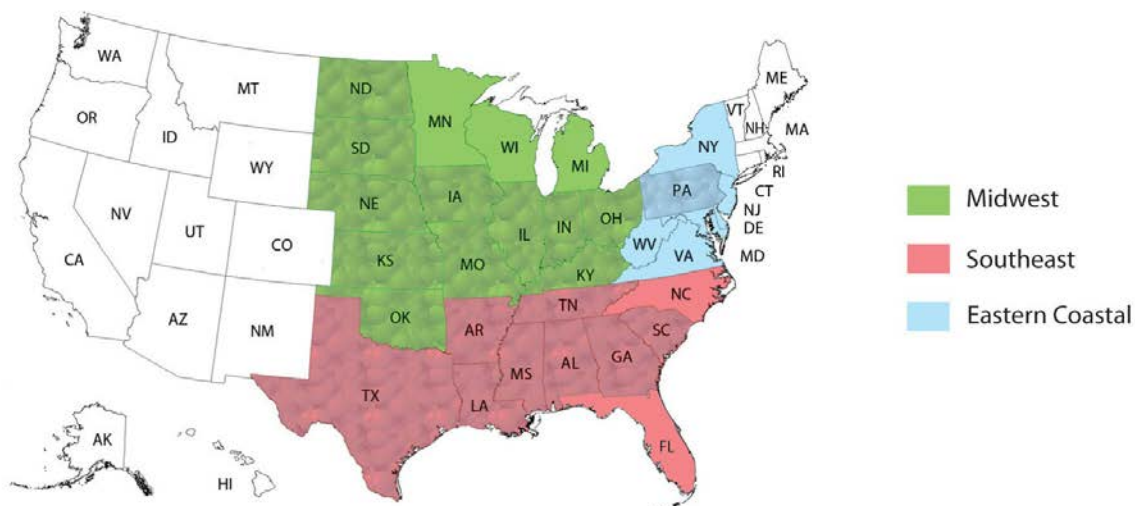 WA
MT
ND
MN
ME
VT
NH
MA
OR
ID
SD
WI
MI
NY
RI
WY
CT
NE
IA
PA
NJ
NV
UT
CO
IL
IN
OH
DE
WV
VA
MD
CA
KS
MO
KY
AZ
NM
OK
AR
TN
NC
SC
TX
LA
MS
AL
GA
FL
AK
HI
Midwest
Southeast
Eastern Coastal